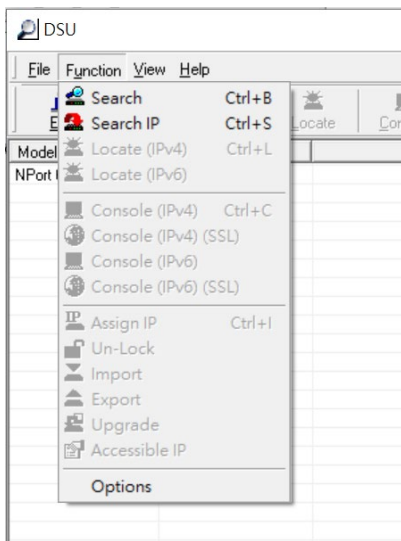 DSU
File Function View Help
Locate
Model
NPort
Search Ctrl+B
Search IP Ctrl+S
Locate (IPv4) Ctrl+L
Locate (IPv6)
Console (IPv4) Ctrl+C
Console (IPv4) (SSL)
Console (IPv6)
Console (IPv6) (SSL)
Assign IP Ctrl+I
Un-Lock
Import
Export
Upgrade
Accessible IP
Options